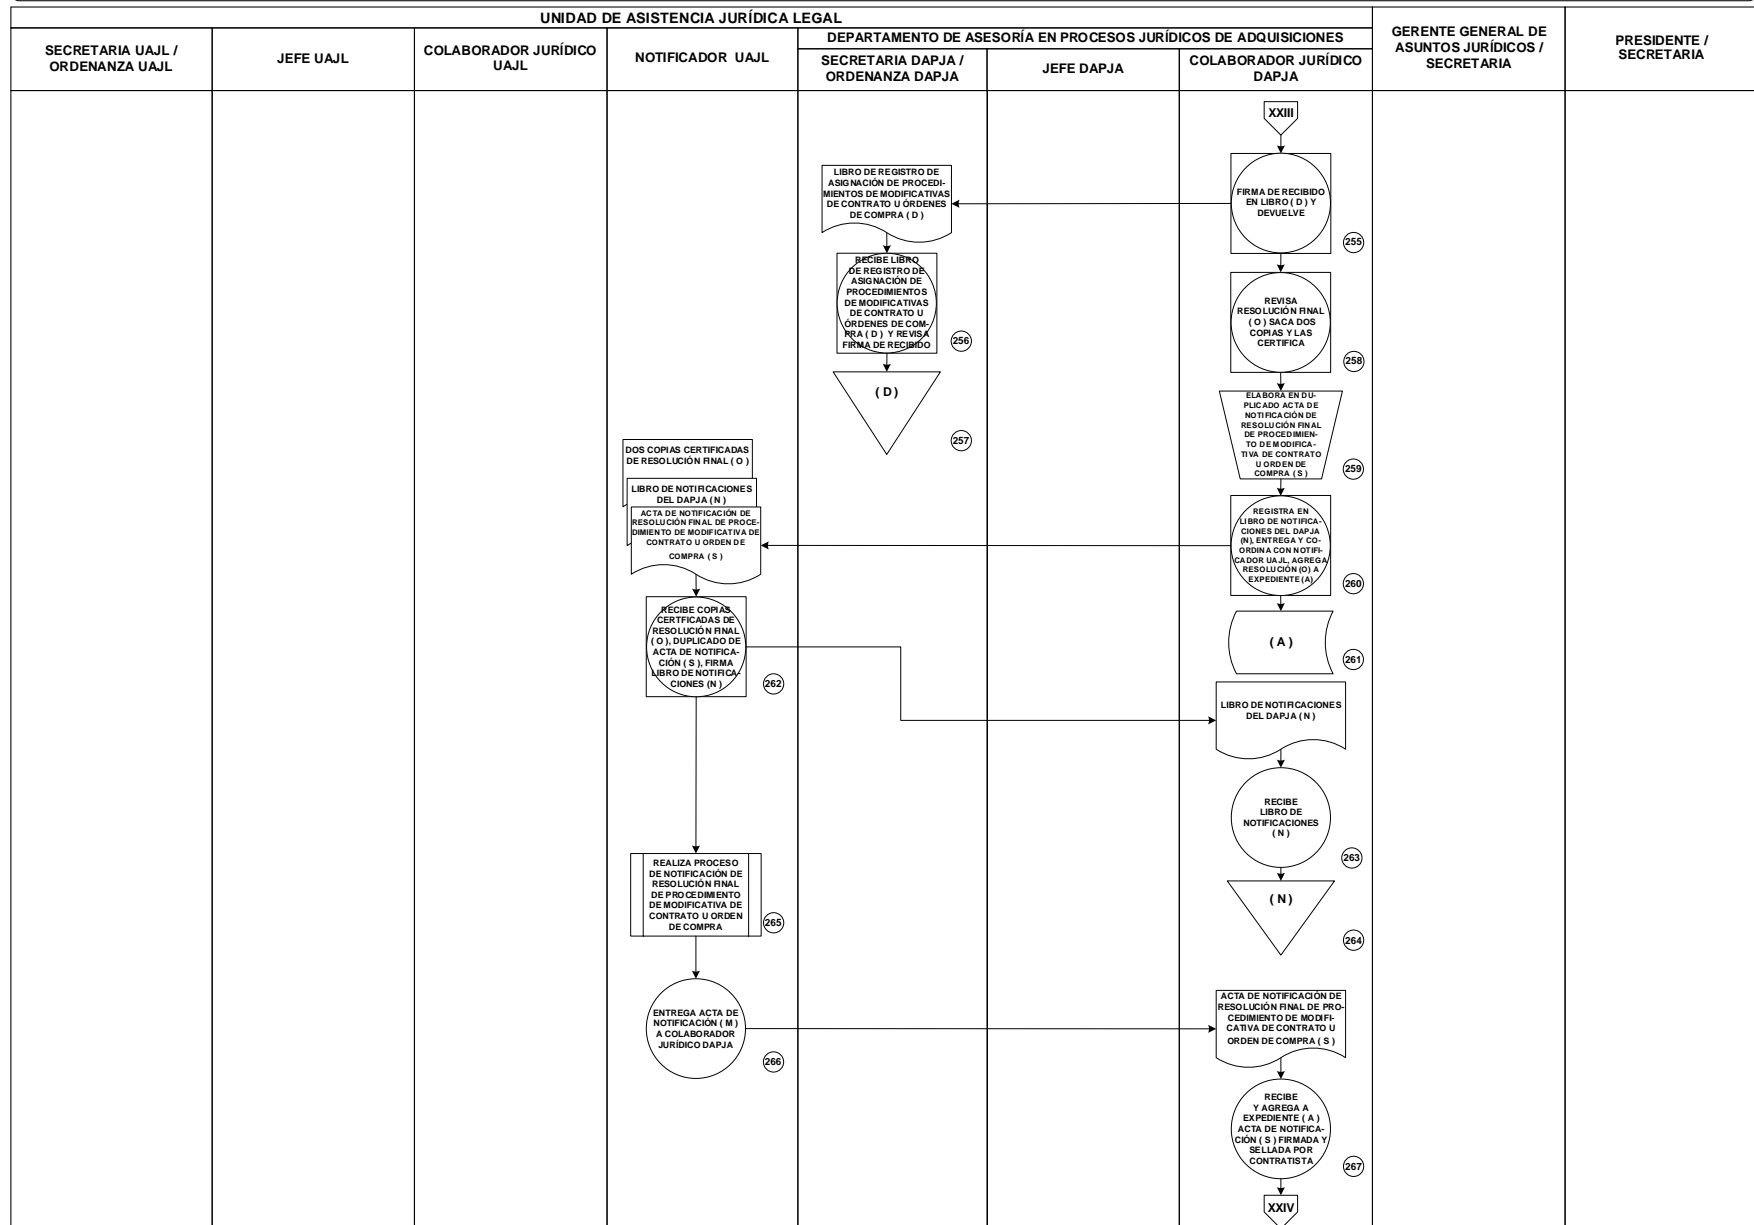 UNIDAD DE ASISTENCIA JURÍDICA LEGAL
GERENTE GENERAL DE
ASUNTOS JURÍDICOS /
SECRETARIA
PRESIDENTE /
SECRETARIA
SECRETARIA UAJL /
ORDENANZA UAJL
JEFE UAJL
COLABORADOR JURÍDICO
UAJL
NOTIFICADOR UAJL
DEPARTAMENTO DE ASESORÍA EN PROCESOS JURÍDICOS DE ADQUISICIONES
SECRETARIA DAPJA /
ORDENANZA DAPJA
JEFE DAPJA
COLABORADOR JURÍDICO
DAPJA
XXIII
FIRMA DE RECIBIDO
EN LIBRO ( D ) Y
DEVUELVE
255
LIBRO DE REGISTRO DE
ASIGNACIÓN DE PROCEDI-
MIENTOS DE MODIFICATIVAS
DE CONTRATO U ÓRDENES
DE COMPRA ( D )
RECIBE LIBRO
DE REGISTRO DE
ASIGNACIÓN DE
PROCEDIMIENTOS
DE MODIFICATIVAS
DE CONTRATO U
ÓRDENES DE COM-
PRA ( D ) Y REVISA
FIRMA DE RECIBIDO
256
( D )
257
REVISA
RESOLUCIÓN FINAL
( O ) SACA DOS
COPIAS Y LAS
CERTIFICA
258
ELABORA EN DU-
PLICADO ACTA DE
NOTIFICACIÓN DE
RESOLUCIÓN FINAL
DE PROCEDIMIEN-
TO DE MODIFICA-
TIVA DE CONTRATO
U ORDEN DE
COMPRA ( S )
259
REGISTRA EN
LIBRO DE NOTIFICA-
CIONES DEL DAPJA
(N), ENTREGA Y CO-
ORDINA CON NOTIFI-
CADOR UAJL, AGREGA
RESOLUCIÓN (O) A
EXPEDIENTE (A)
260
DOS COPIAS CERTIFICADAS
DE RESOLUCIÓN FINAL ( O )
LIBRO DE NOTIFICACIONES
DEL DAPJA ( N )
ACTA DE NOTIFICACIÓN DE
RESOLUCIÓN FINAL DE PROCE-
DIMIENTO DE MODIFICATIVA DE
CONTRATO U ORDEN DE
COMPRA ( S )
( A )
261
RECIBE COPIAS
CERTFICADAS DE
RESOLUCIÓN FINAL
( O ), DUPLICADO DE
ACTA DE NOTIFICA-
CIÓN ( S ), FIRMA
LIBRO DE NOTIFICA-
CIONES (N )
262
LIBRO DE NOTIFICACIONES
DEL DAPJA ( N )
RECIBE
LIBRO DE
NOTIFICACIONES
( N )
263
( N )
264
REALIZA PROCESO
DE NOTIFICACIÓN DE
RESOLUCIÓN FINAL
DE PROCEDIMIENTO
DE MODIFICATIVA DE
CONTRATO U ORDEN
DE COMPRA
265
ENTREGA ACTA DE
NOTIFICACIÓN ( M )
A COLABORADOR
JURÍDICO DAPJA
266
ACTA DE NOTIFICACIÓN DE
RESOLUCIÓN FINAL DE PRO-
CEDIMIENTO DE MODIFI-
CATIVA DE CONTRATO U
ORDEN DE COMPRA ( S )
RECIBE
Y AGREGA A
EXPEDIENTE ( A )
ACTA DE NOTIFICA-
CIÓN ( S ) FIRMADA Y
SELLADA POR
CONTRATISTA
267
XXIV